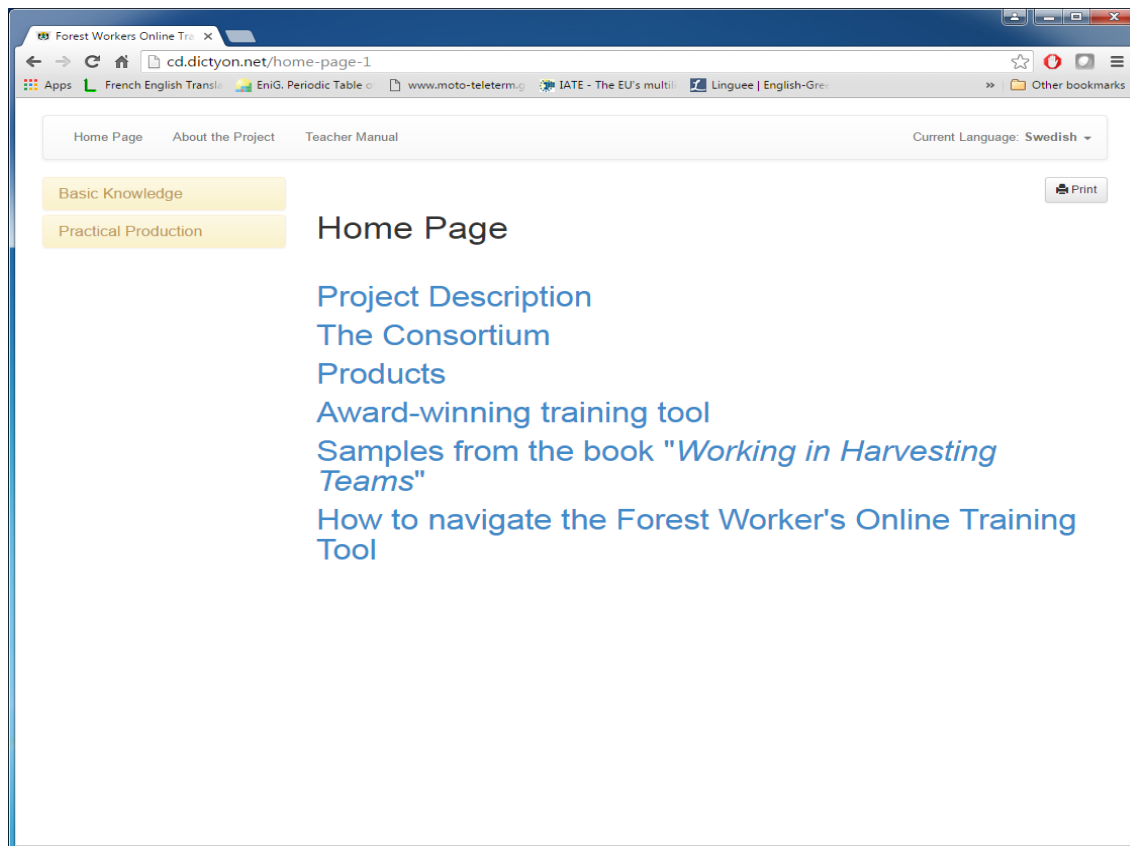 Forest Workers Online Tra
cd.dictyon.net/home-page-1
Apps French English Transla EniG. Periodic Table o www.moto-teleterm.g IATE - The EU's multili Linguee | English-Gree » Other bookmarks
Home Page About the Project Teacher Manual Current Language: Swedish
Basic Knowledge
Print
Practical Production
Home Page
Project Description
The Consortium
Products
Award-winning training tool
Samples from the book "Working in Harvesting
Teams"
How to navigate the Forest Worker's Online Training
Tool